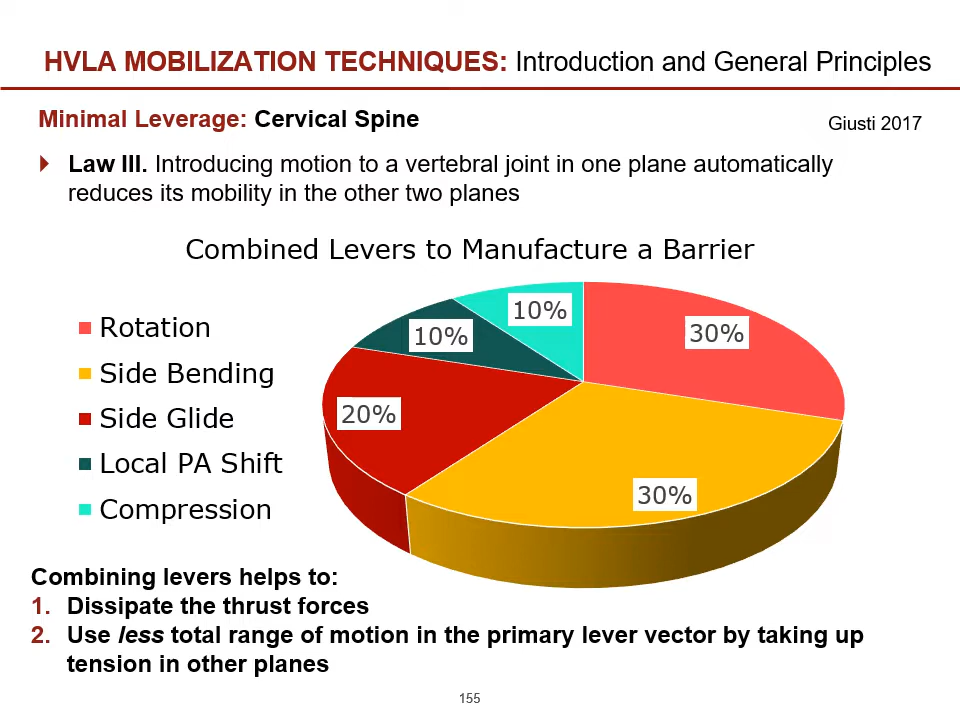 HVLA MOBILIZATION TECHNIQUES: Introduction and General Principles
Minimal Leverage: Cervical Spine
Giusti 2017
Law III. Introducing motion to a vertebral joint in one plane automatically
reduces its mobility in the other two planes
Combined Levers to Manufacture a Barrier
Rotation
Side Bending
Side Glide
Local PA Shift
Compression
10%
10%
30%
20%
30%
Combining levers helps to:
1. Dissipate the thrust forces
2. Use less total range of motion in the primary lever vector by taking up
tension in other planes
155